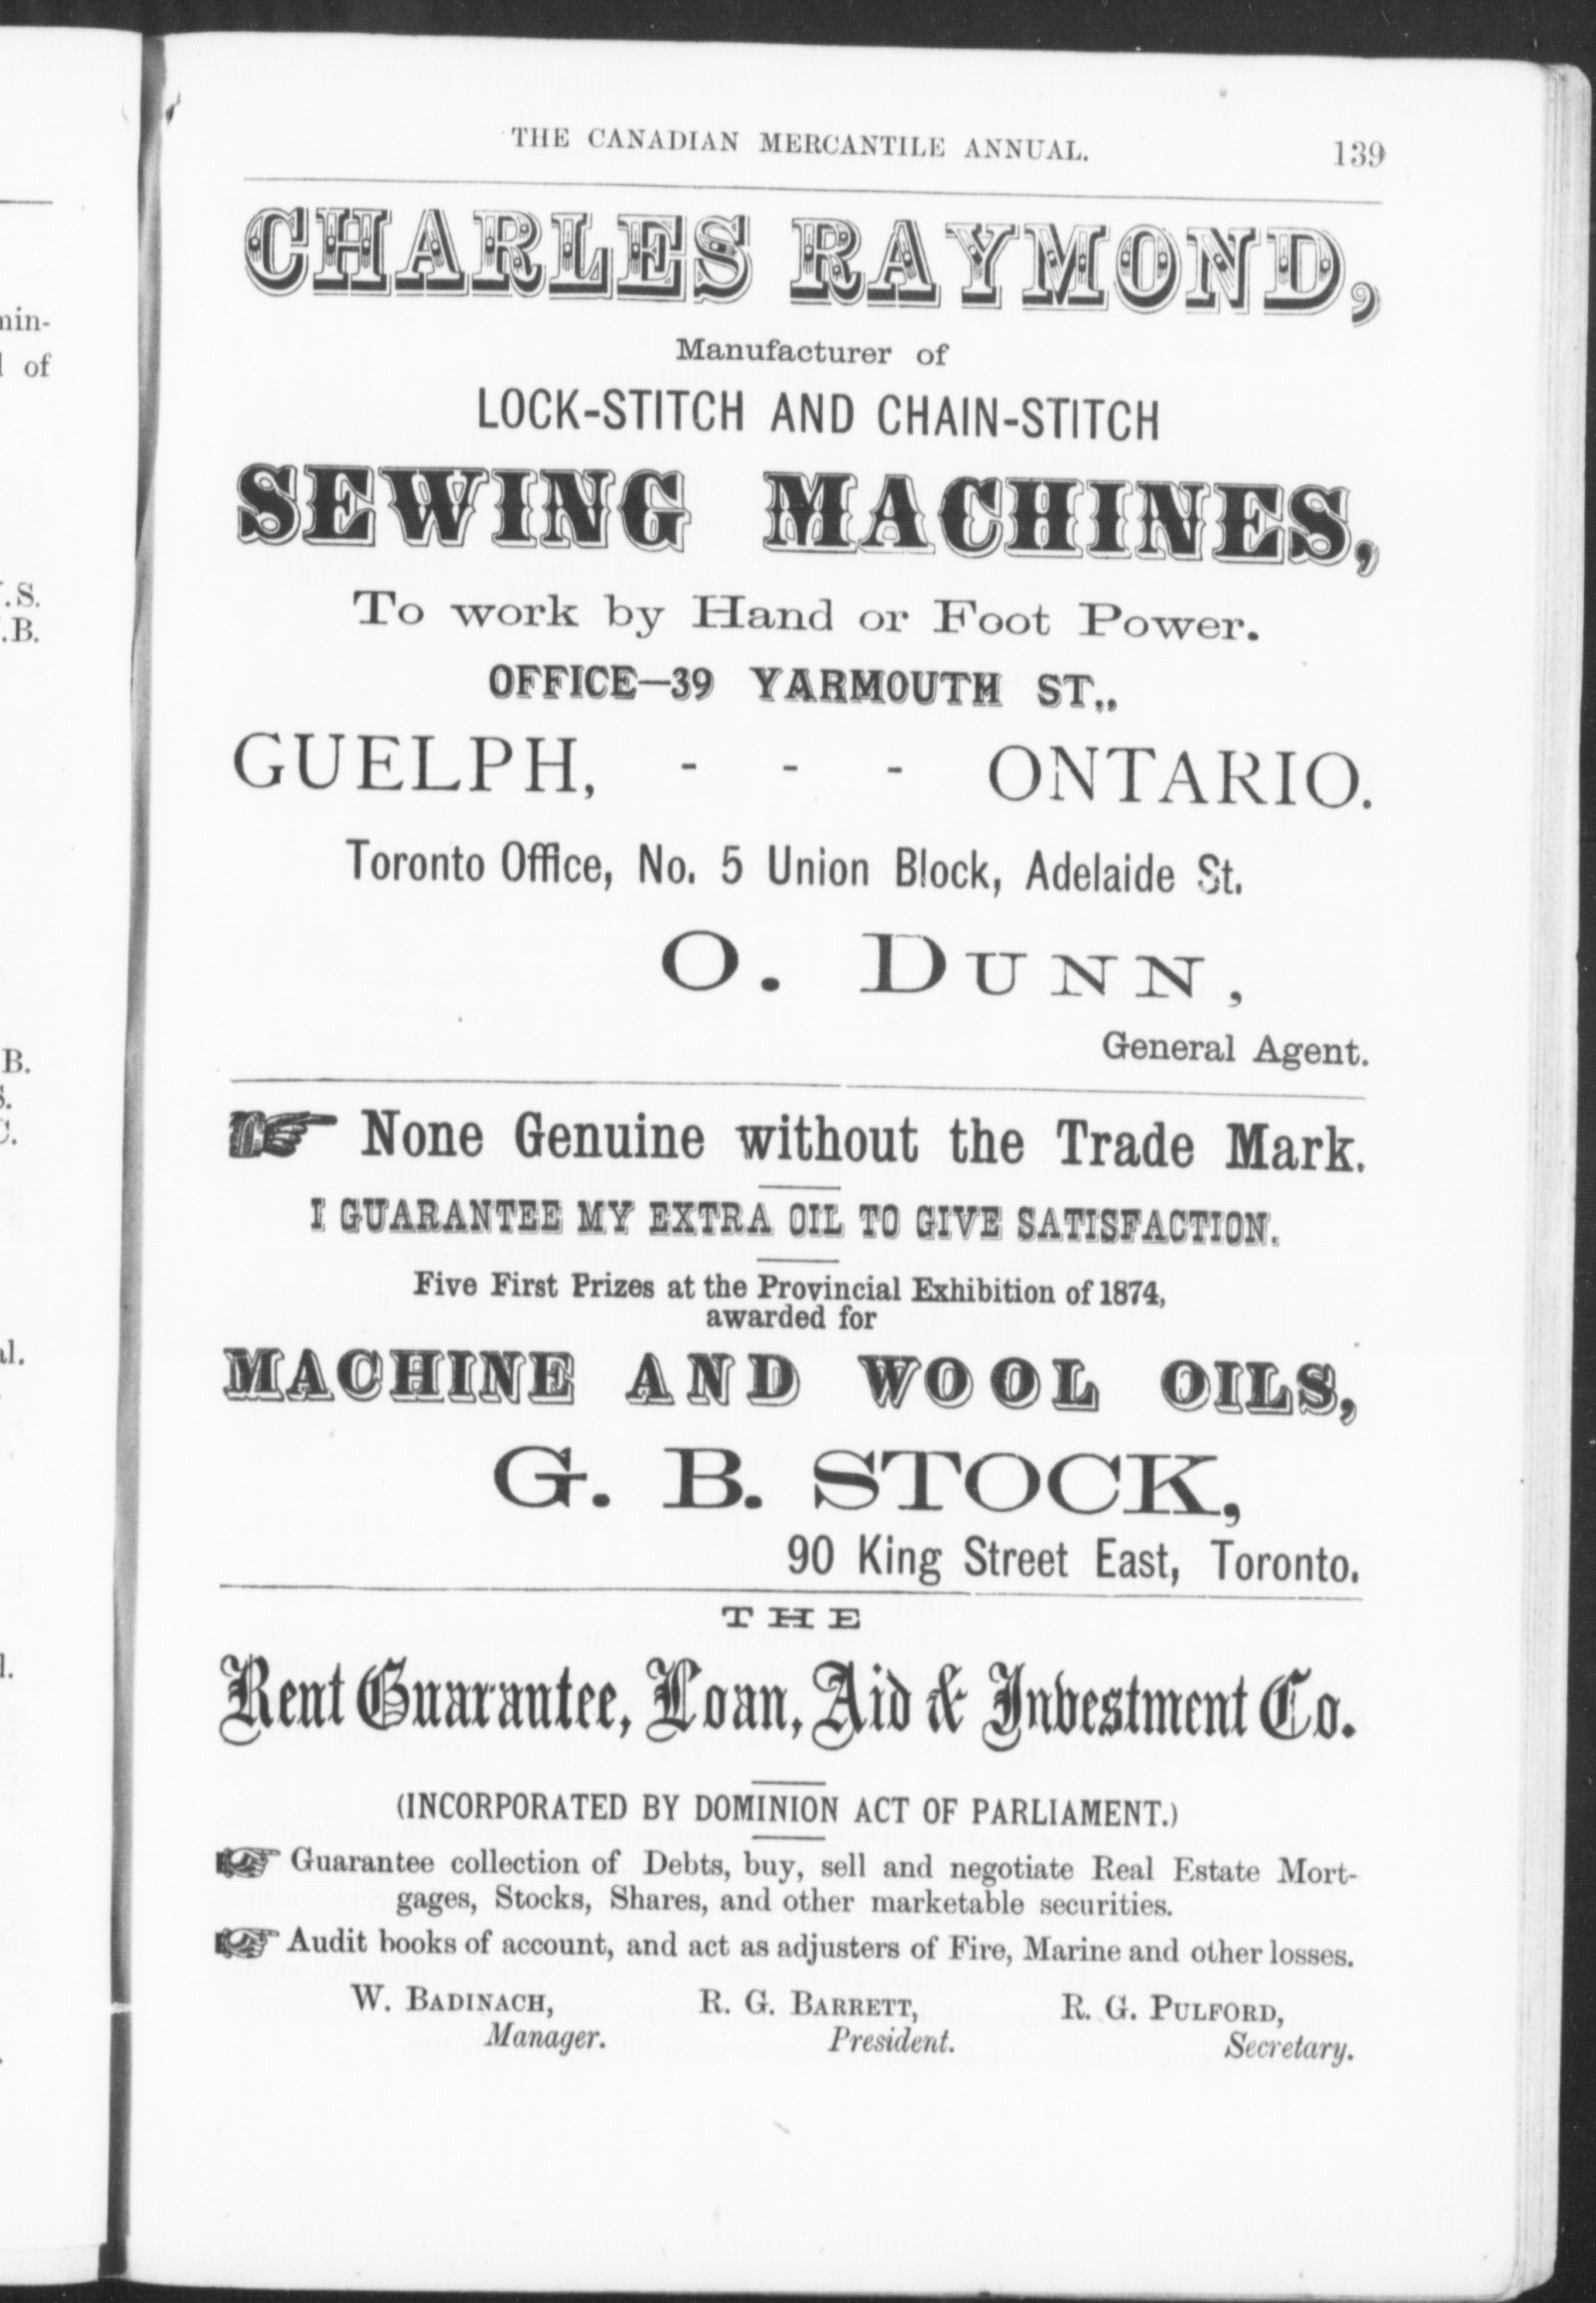 THE CANADIAN MERCANTILE ANNUAL. 139
CHARLES RAYMOND,
Manufacturer of
LOCK-STITCH AND CHAIN-STITCH
SEWING MACHINES,
To work by Hand or Foot Power.
OFFICE—39 YARMOUTH ST.,,
GUELPH, - - - ONTARIO.
Toronto Office, No. 5 Union Block, Adelaide St.
O. DUNN,
General Agent.
☞ None Genuine without the Trade Mark.
I GUARANTEE MY EXTRA OIL TO GIVE SATISFACTION.
Five First Prizes at the Provincial Exhibition of 1874,
awarded for
MACHINE AND WOOL OILS,
G. B. STOCK,
90 King Street East, Toronto.
THE
Rent Guarantee, Loan, Aid & Investment Co.
(INCORPORATED BY DOMINION ACT OF PARLIAMENT.)
☞ Guarantee collection of Debts, buy, sell and negotiate Real Estate Mort-
gages, Stocks, Shares, and other marketable securities.
☞ Audit books of account, and act as adjusters of Fire, Marine and other losses.
W. BADINACH, R. G. BARRETT, R. G. PULFORD,
Manager. President. Secretary.